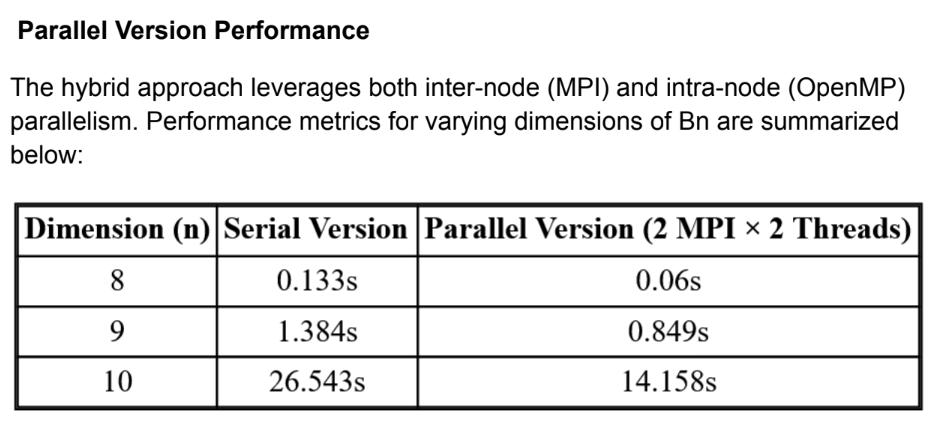 Parallel Version Performance
The hybrid approach leverages both inter-node (MPI) and intra-node (OpenMP)
parallelism. Performance metrics for varying dimensions of Bn are summarized
below:
Dimension (n) Serial Version Parallel Version (2 MPI × 2 Threads)
8 0.133s 0.06s
9 1.384s 0.849s
10 26.543s 14.158s